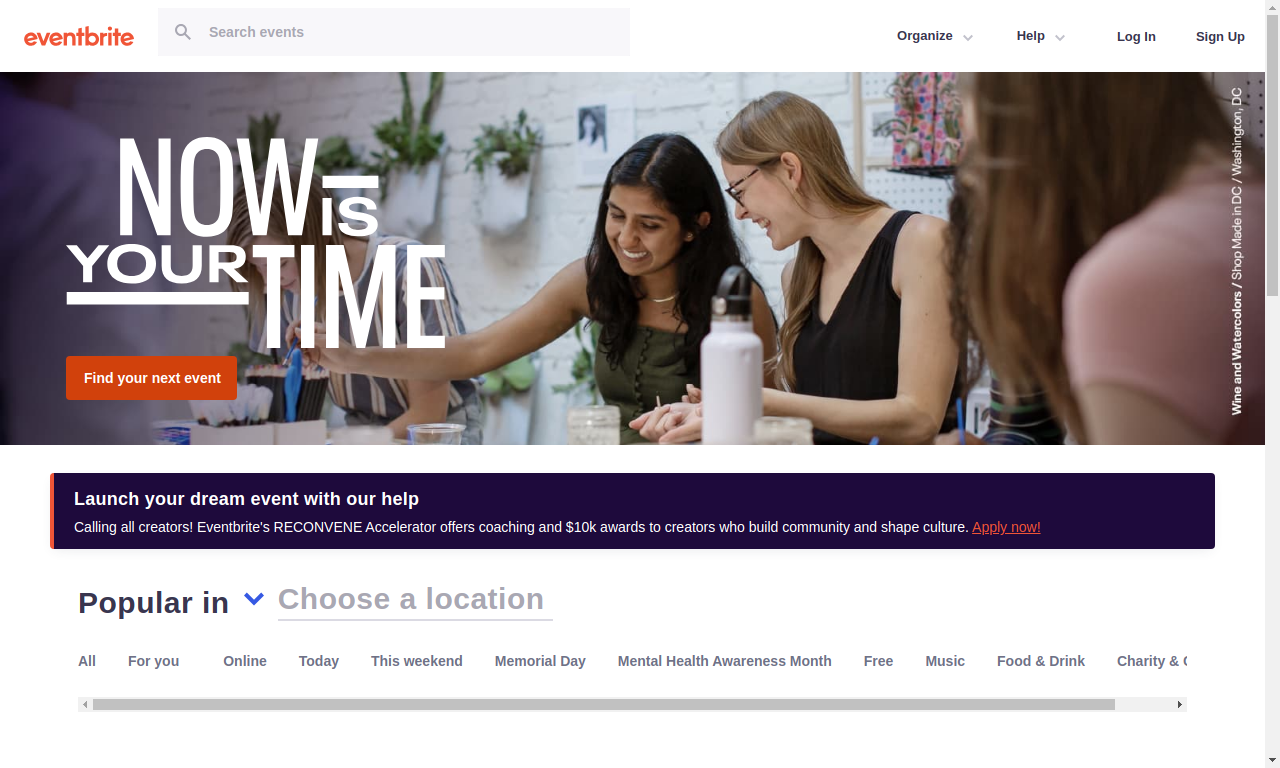 eventbrite
Search events
Organize
Help
Log In
Sign Up
NOW IS
YOUR TIME
Find your next event
Wine and Watercolors / Shop Made in DC / Washington, DC
Launch your dream event with our help
Calling all creators! Eventbrite's RECONVENE Accelerator offers coaching and $10k awards to creators who build community and shape culture. Apply now!
Popular in
Choose a location
All
For you
Online
Today
This weekend
Memorial Day
Mental Health Awareness Month
Free
Music
Food & Drink
Charity &